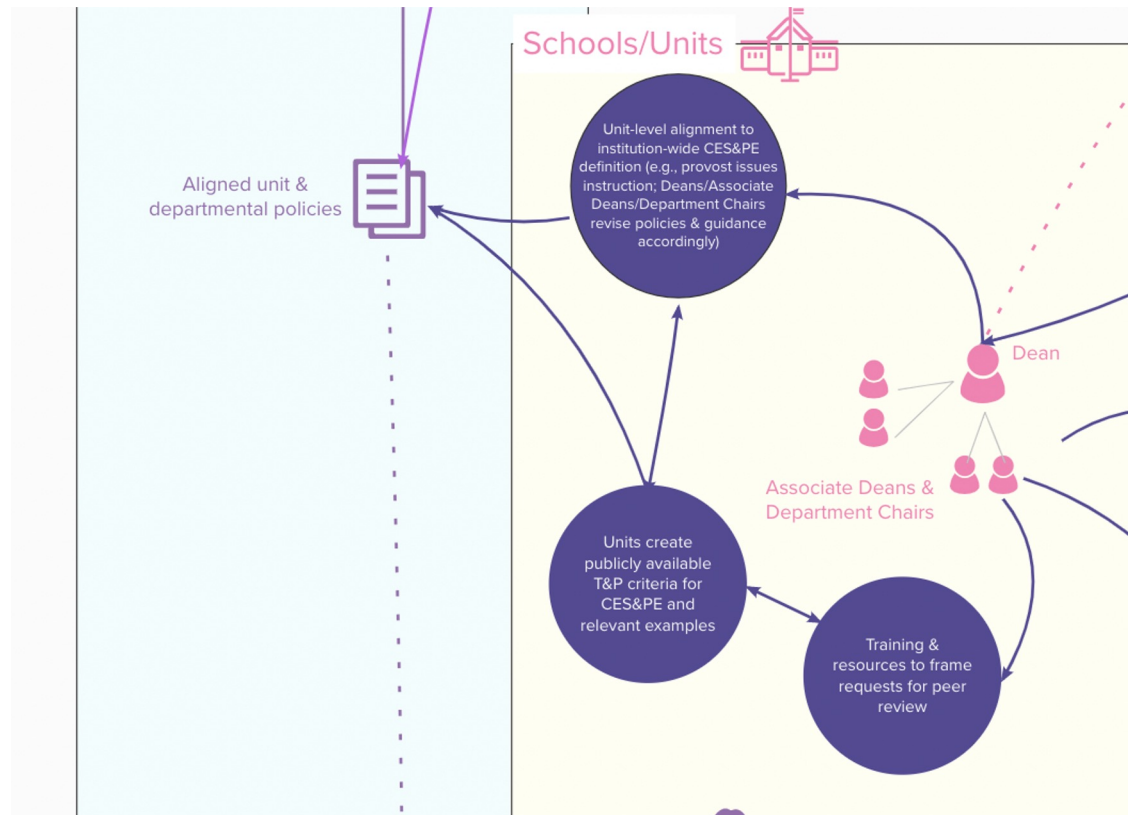 Schools/Units
Unit-level alignment to
institution-wide CES&PE
definition (e.g., provost issues
instruction; Deans/Associate
Deans/Department Chairs
revise policies & guidance
accordingly)
Aligned unit &
departmental policies
Dean
Associate Deans &
Department Chairs
Units create
publicly available
T&P criteria for
CES&PE and
relevant examples
Training &
resources to frame
requests for peer
review